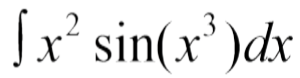 ∫ x² sin(x³)dx